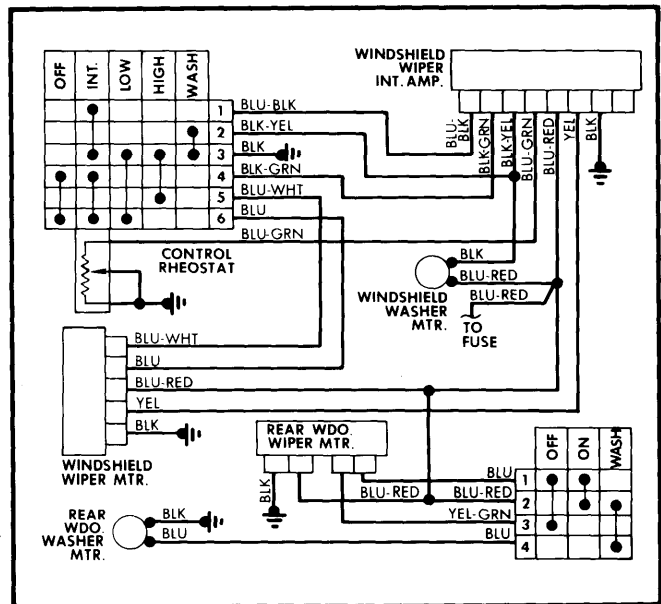 OFF
INT.
LOW
HIGH
WASH
1
2
3
4
5
6
BLU-BLK
BLK-YEL
BLK
BLK-GRN
BLU-WHT
BLU
BLU-GRN
CONTROL
RHEOSTAT
WINDSHIELD
WIPER
INT. AMP.
BLU-
BLK
BLK-GRN
BLK-YEL
BLU-GRN
BLU-RED
YEL
BLK
BLK
BLU-RED
BLU-RED
WINDSHIELD
WASHER
MTR.
TO
FUSE
BLU-WHT
BLU
BLU-RED
YEL
BLK
WINDSHIELD
WIPER MTR.
REAR WDO.
WIPER MTR.
BLK
BLU-RED
BLU
BLU-RED
YEL-GRN
BLU
OFF
ON
WASH
1
2
3
4
REAR
WDO.
WASHER
MTR.
BLK
BLU